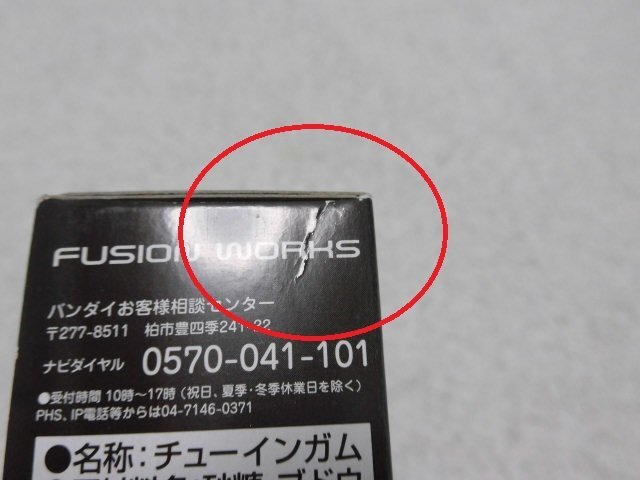 FUSION WORKS
バンダイお客様相談センター
〒277-8511 柏市豊四季241-22
ナビダイヤル 0570-041-101
●受付時間 10時~17時(祝日、夏季・冬季休業日を除く)
PHS、IP電話等からは04-7146-0371
●名称:チューインガム